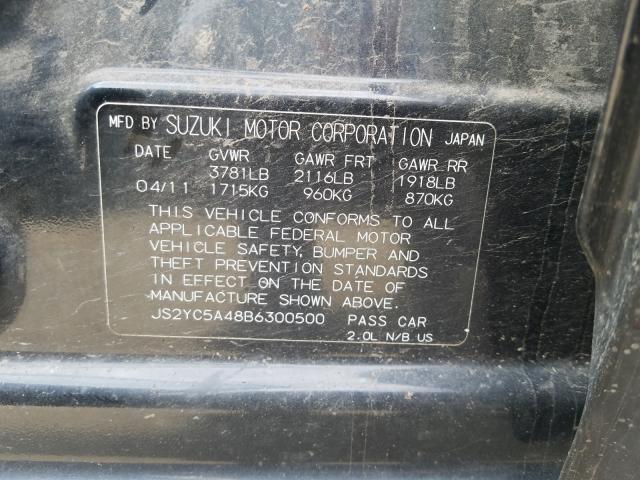 MFD BY SUZUKI MOTOR CORPORATION JAPAN
DATE GVWR GAWR FRT GAWR RR
3781LB 2116LB 1918LB
04/11 1715KG 960KG 870KG
THIS VEHICLE CONFORMS TO ALL
APPLICABLE FEDERAL MOTOR
VEHICLE SAFETY, BUMPER AND
THEFT PREVENTION STANDARDS
IN EFFECT ON THE DATE OF
MANUFACTURE SHOWN ABOVE.
JS2YC5A48B6300500 PASS CAR
2.0L N/B US